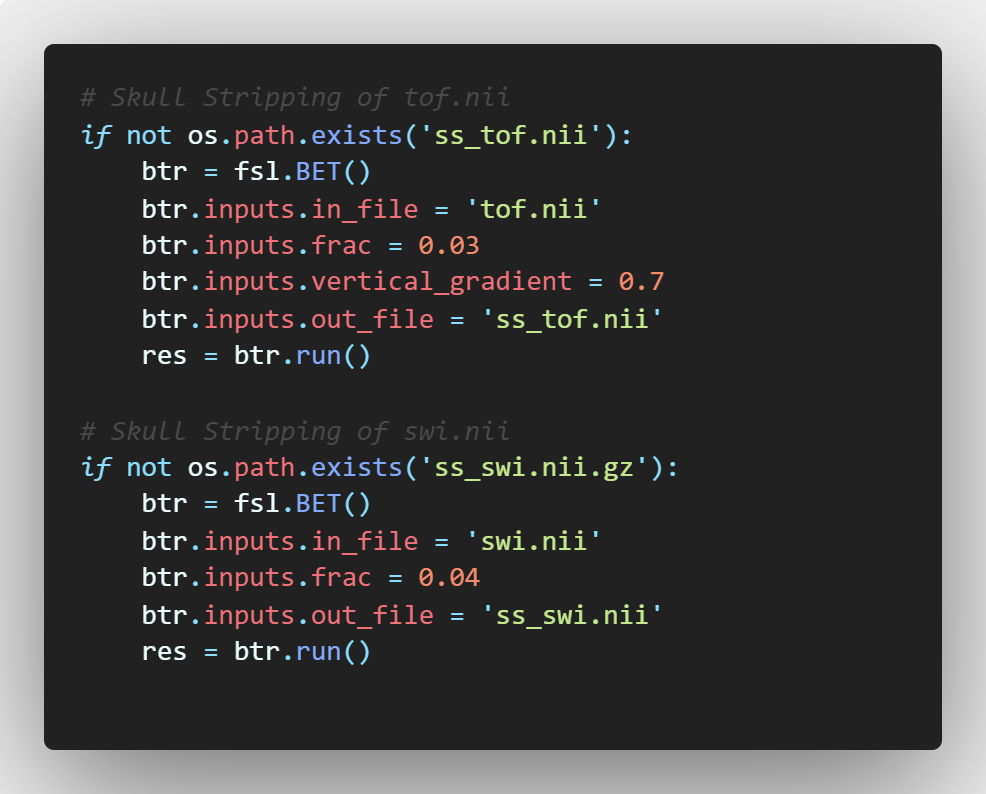 # Skull Stripping of tof.nii
if not os.path.exists('ss_tof.nii'):
    btr = fsl.BET()
    btr.inputs.in_file = 'tof.nii'
    btr.inputs.frac = 0.03
    btr.inputs.vertical_gradient = 0.7
    btr.inputs.out_file = 'ss_tof.nii'
    res = btr.run()

# Skull Stripping of swi.nii
if not os.path.exists('ss_swi.nii.gz'):
    btr = fsl.BET()
    btr.inputs.in_file = 'swi.nii'
    btr.inputs.frac = 0.04
    btr.inputs.out_file = 'ss_swi.nii'
    res = btr.run()